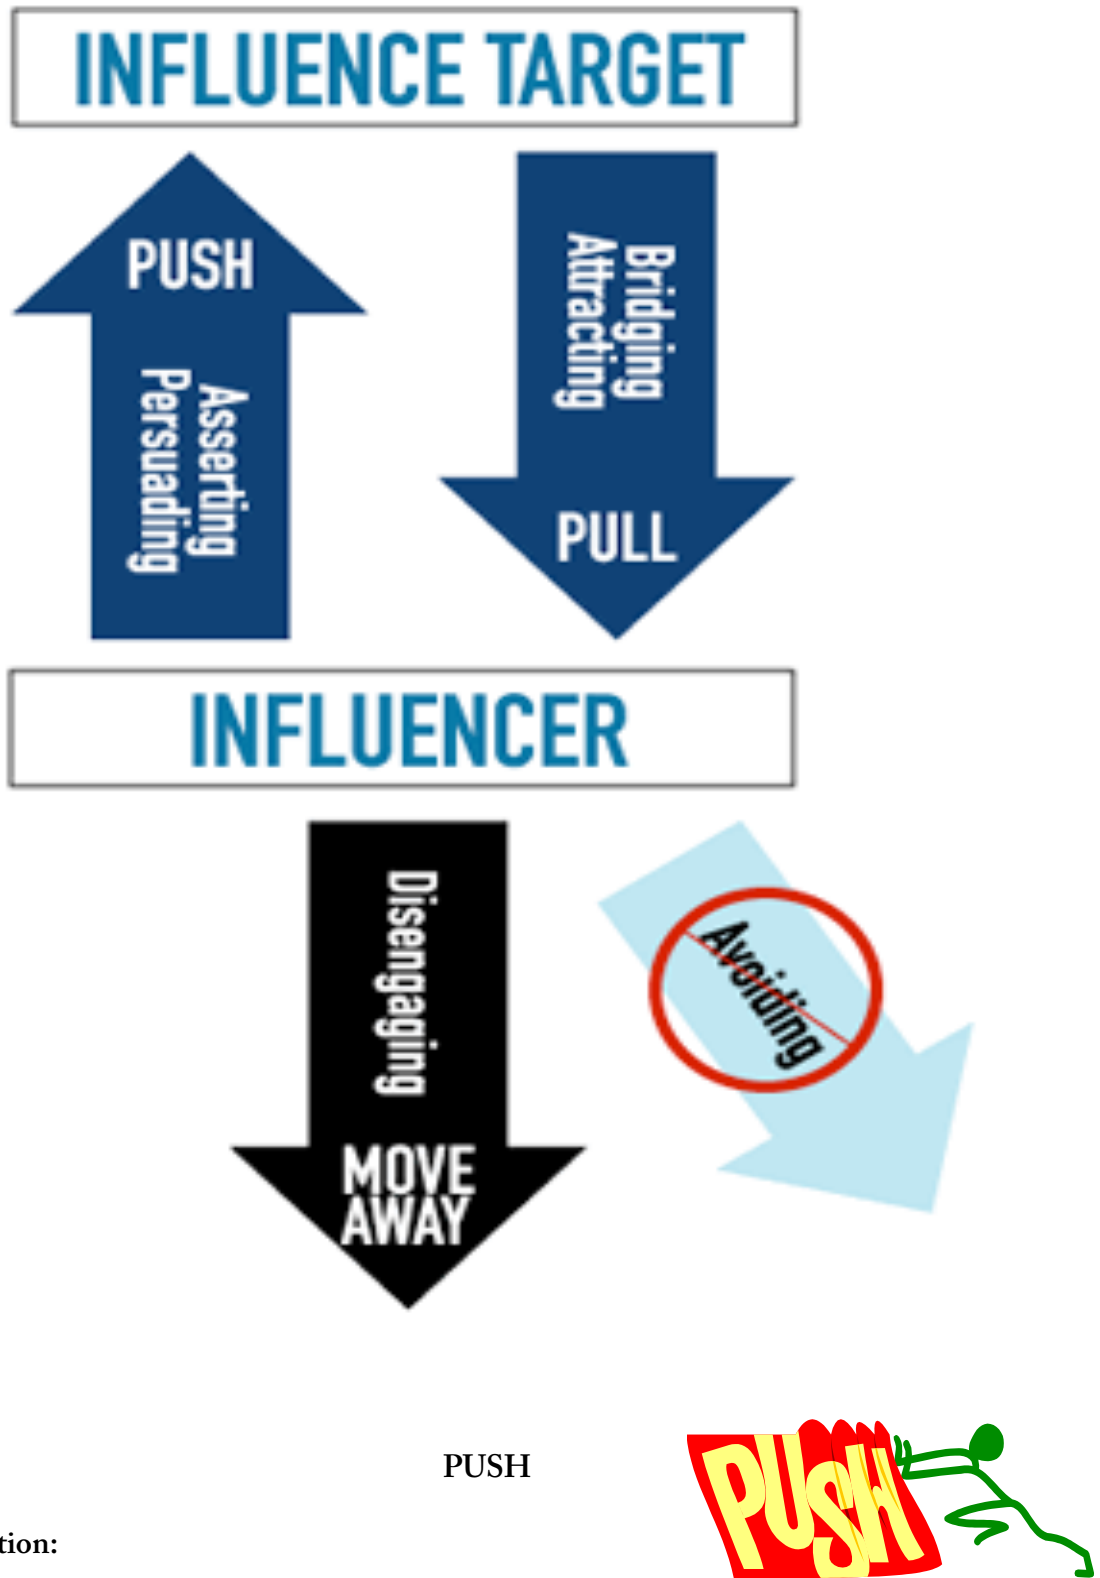 INFLUENCE TARGET
PUSH
Asserting
Persuading
Bridging
Attracting
PULL
INFLUENCER
Disengaging
MOVE
AWAY
Avoiding
PUSH
PUSH
tion: